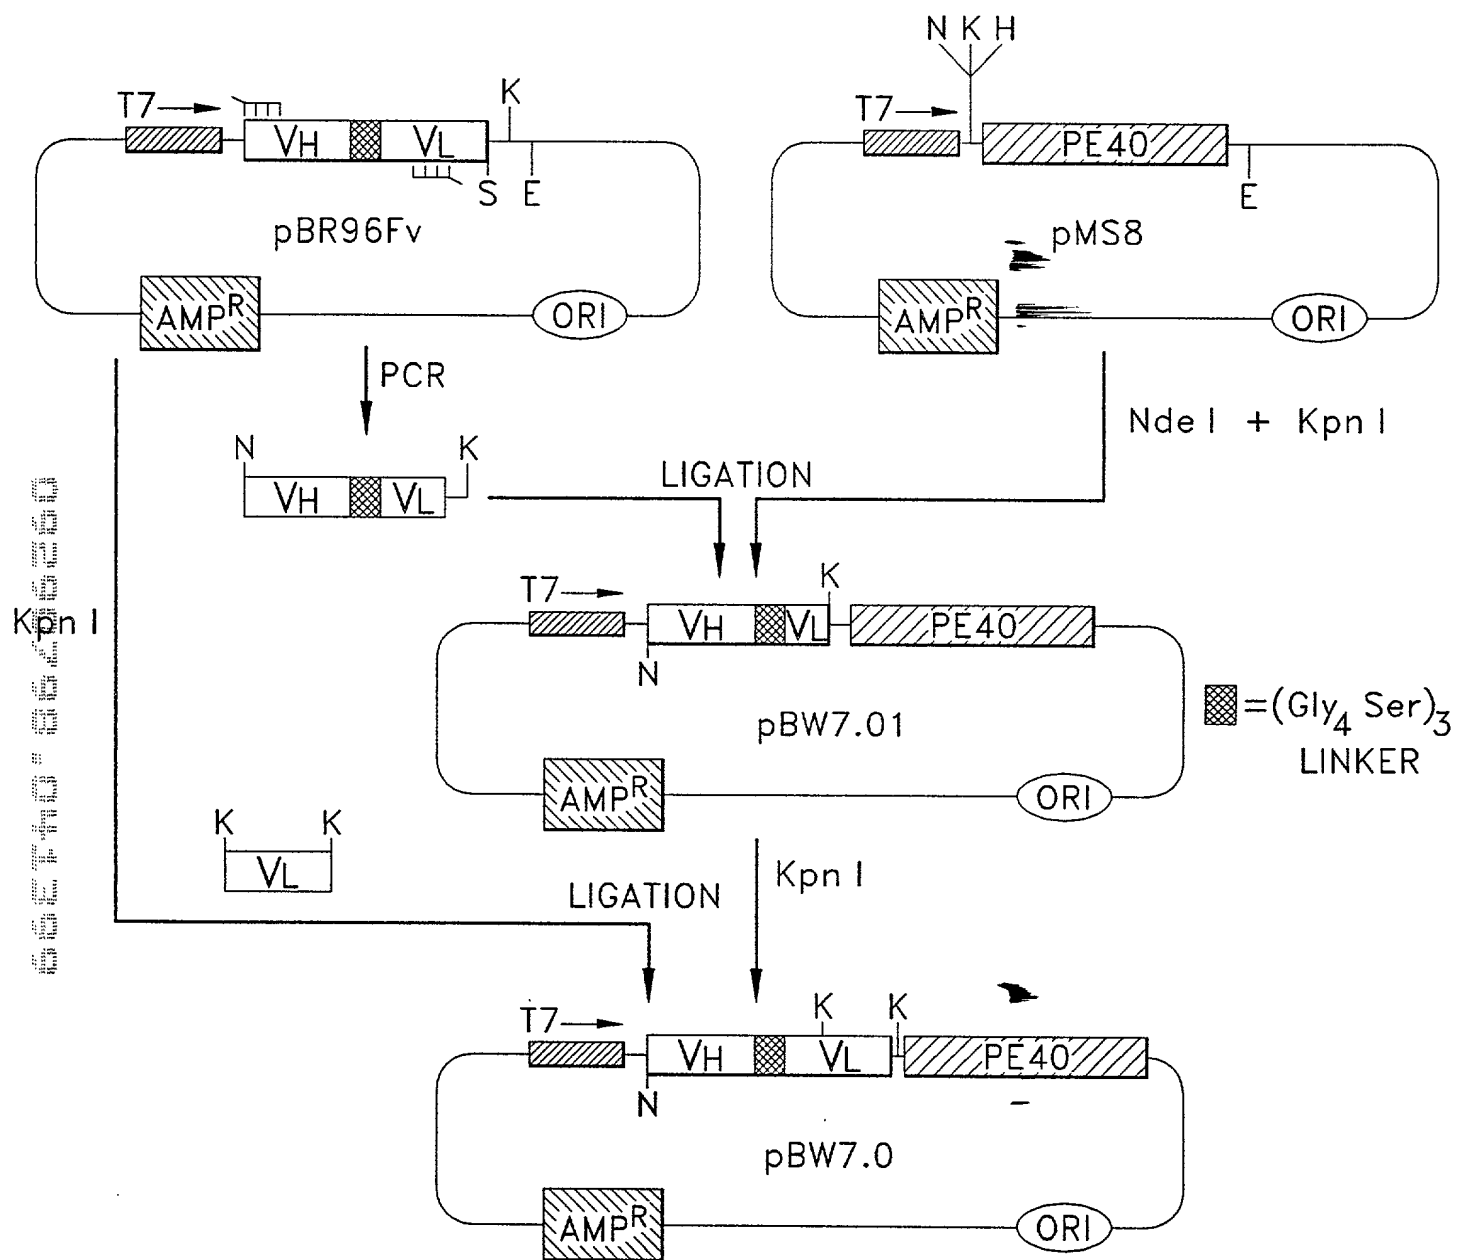 N K H
T7
K
VH
VL
S
E
pBR96Fv
AMPR
ORI
T7
PE40
E
pMS8
AMPR
ORI
PCR
Nde I + Kpn I
N
K
VH
VL
LIGATION
Kpn I
T7
K
VH
VL
PE40
N
pBW7.01
=(Gly4 Ser)3
LINKER
AMPR
ORI
K
K
VL
LIGATION
Kpn I
T7
K
K
VH
VL
PE40
N
pBW7.0
AMPR
ORI